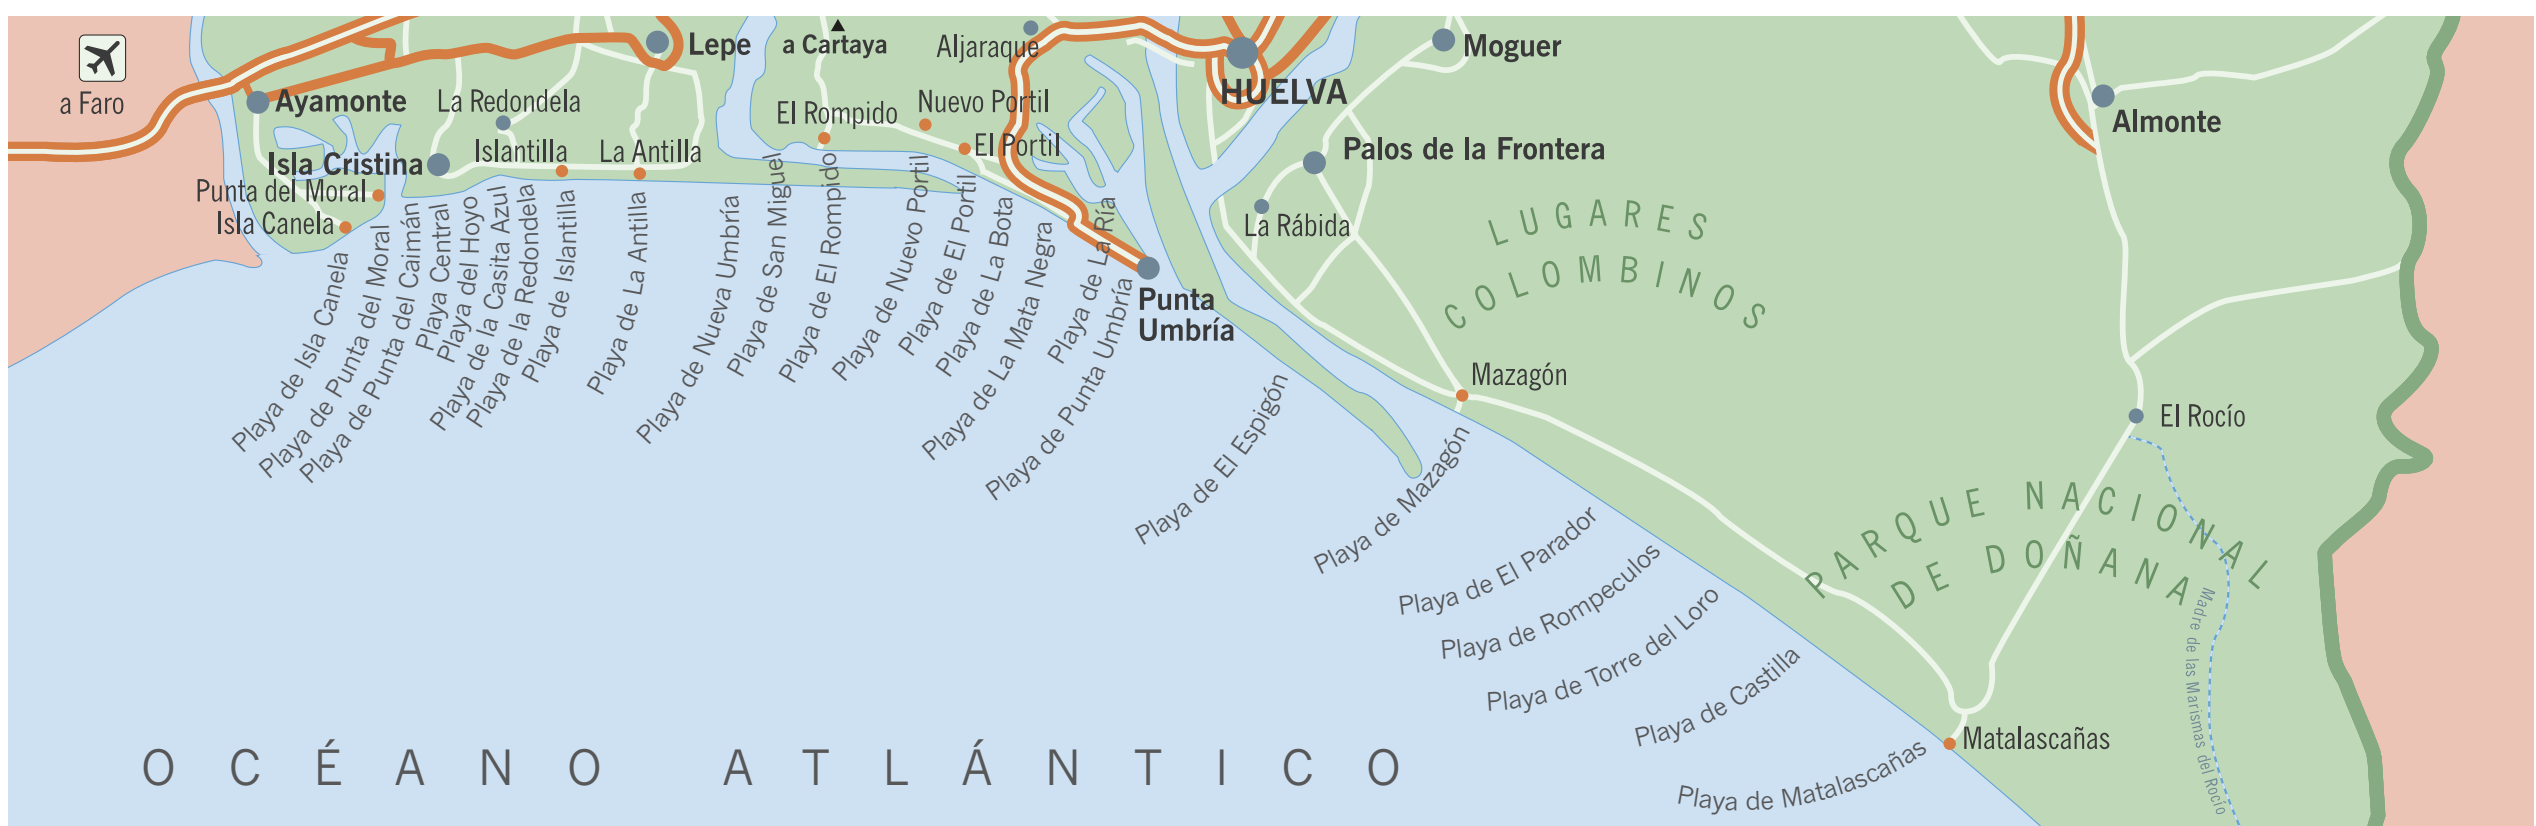 a Faro
Ayamonte
Isla Cristina
Punta del Moral
Isla Canela
La Redondela
Islantilla
La Antilla
Lepe
a Cartaya
El Rompido
Nuevo Portil
El Portil
Aljaraque
HUELVA
Moguer
Palos de la Frontera
La Rábida
Punta
Umbría
LUGARES
COLOMBINOS
Mazagón
Almonte
El Rocío
PARQUE NACIONAL
DE DOÑANA
Madre de las Marismas del Rocío
Matalascañas
Playa de Isla Canela
Playa de Punta del Moral
Playa de Punta del Caimán
Playa Central
Playa del Hoyo
Playa de la Casita Azul
Playa de la Redondela
Playa de Islantilla
Playa de La Antilla
Playa de Nueva Umbría
Playa de San Miguel
Playa de El Rompido
Playa de Nuevo Portil
Playa de El Portil
Playa de La Bota
Playa de La Mata Negra
Playa de La Ría
Playa de Punta Umbría
Playa de El Espigón
Playa de Mazagón
Playa de El Parador
Playa de Rompeculos
Playa de Torre del Loro
Playa de Castilla
Playa de Matalascañas
OCÉANO ATLÁNTICO